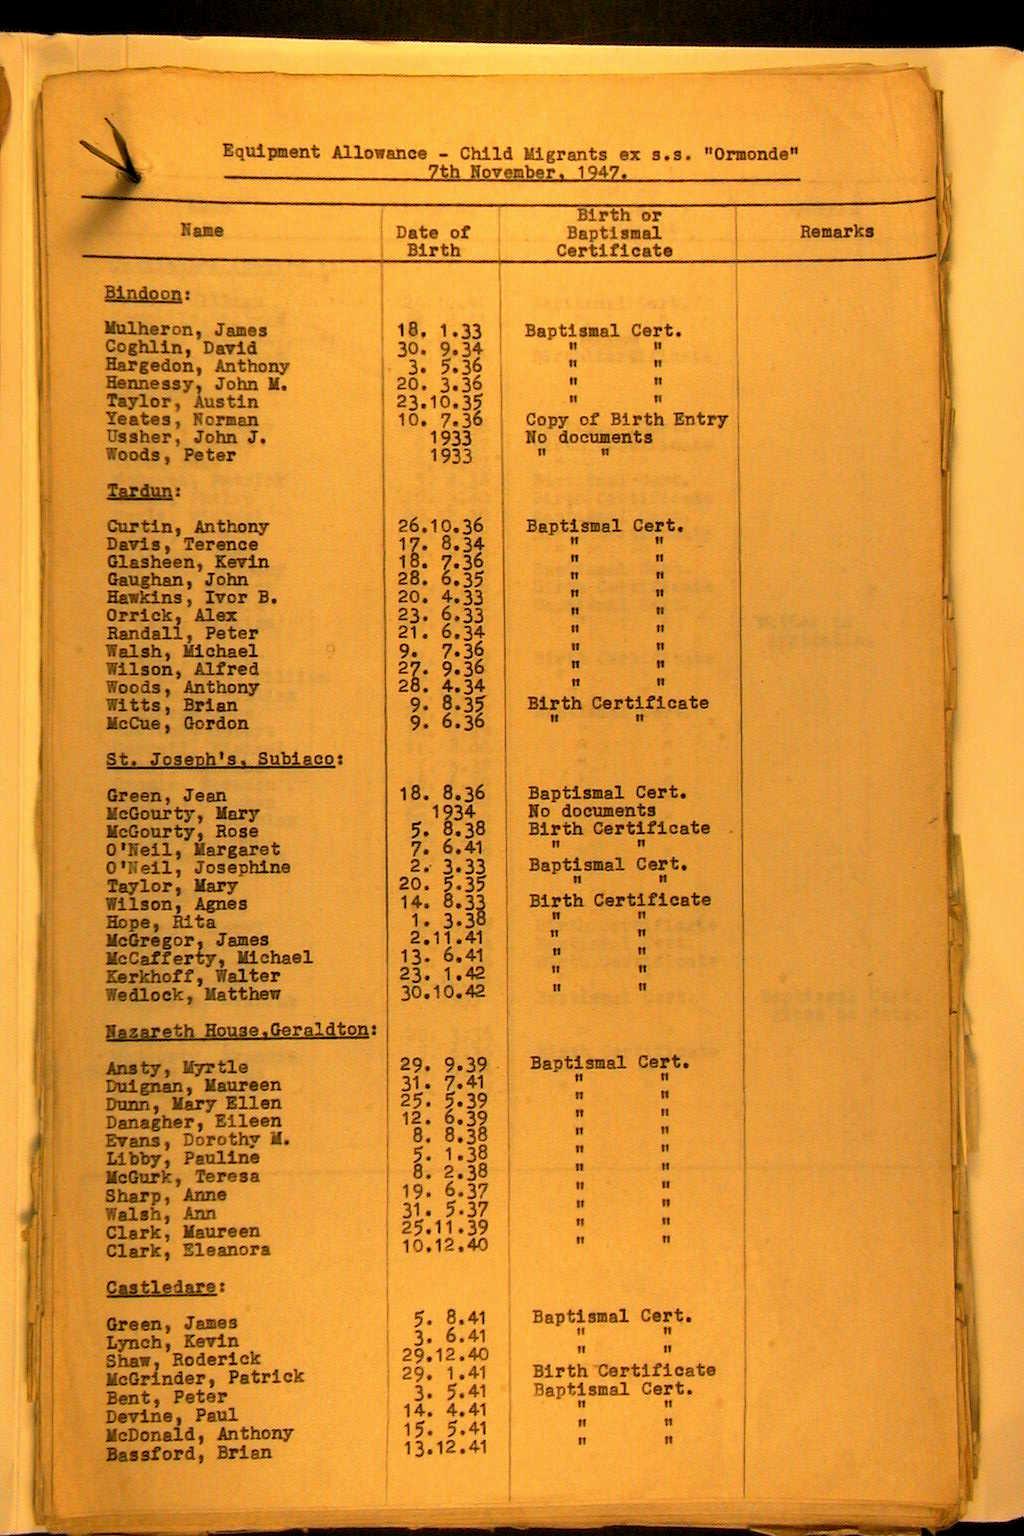 Equipment Allowance - Child Migrants ex s.s. "Ormonde"
7th November, 1947.
Name Date of Birth Birth or Baptismal Certificate Remarks
Bindoon:
Mulheron, James 18. 1.33 Baptismal Cert.
Coghlin, David 30. 9.34 " "
Hargedon, Anthony 3. 5.36 " "
Hennessy, John M. 20. 3.36 " "
Taylor, Austin 23.10.35 " "
Yeates, Norman 10. 7.36 Copy of Birth Entry
Ussher, John J. 1933 No documents
Woods, Peter 1933 " "
Tardun:
Curtin, Anthony 26.10.36 Baptismal Cert.
Davis, Terence 17. 8.34 " "
Glasheen, Kevin 18. 7.36 " "
Gaughan, John 28. 6.35 " "
Hawkins, Ivor B. 20. 4.33 " "
Orrick, Alex 23. 6.33 " "
Randall, Peter 21. 6.34 " "
Walsh, Michael 9. 7.36 " "
Wilson, Alfred 27. 9.36 " "
Woods, Anthony 28. 4.34 " "
Witts, Brian 9. 8.35 Birth Certificate
McCue, Gordon 9. 6.36 " "
St. Joseph's, Subiaco:
Green, Jean 18. 8.36 Baptismal Cert.
McGourty, Mary 1934 No documents
McGourty, Rose 5. 8.38 Birth Certificate
O'Neil, Margaret 7. 6.41 " "
O'Neil, Josephine 2. 3.33 Baptismal Cert.
Taylor, Mary 20. 5.35 " "
Wilson, Agnes 14. 8.33 Birth Certificate
Hope, Rita 1. 3.38 " "
McGregor, James 2.11.41 " "
McCafferty, Michael 13. 6.41 " "
Kerkhoff, Walter 23. 1.42 " "
Wedlock, Matthew 30.10.42 " "
Nazareth House,Geraldton:
Ansty, Myrtle 29. 9.39 Baptismal Cert.
Duignan, Maureen 31. 7.41 " "
Dunn, Mary Ellen 25. 5.39 " "
Danagher, Eileen 12. 6.39 " "
Evans, Dorothy M. 8. 8.38 " "
Libby, Pauline 5. 1.38 " "
McGurk, Teresa 8. 2.38 " "
Sharp, Anne 19. 6.37 " "
Walsh, Ann 31. 5.37 " "
Clark, Maureen 25.11.39 " "
Clark, Eleanora 10.12.40 " "
Castledare:
Green, James 5. 8.41 Baptismal Cert.
Lynch, Kevin 3. 6.41 " "
Shaw, Roderick 29.12.40 " "
McGrinder, Patrick 29. 1.41 Birth Certificate
Bent, Peter 3. 5.41 Baptismal Cert.
Devine, Paul 14. 4.41 " "
McDonald, Anthony 15. 5.41 " "
Bassford, Brian 13.12.41 " "